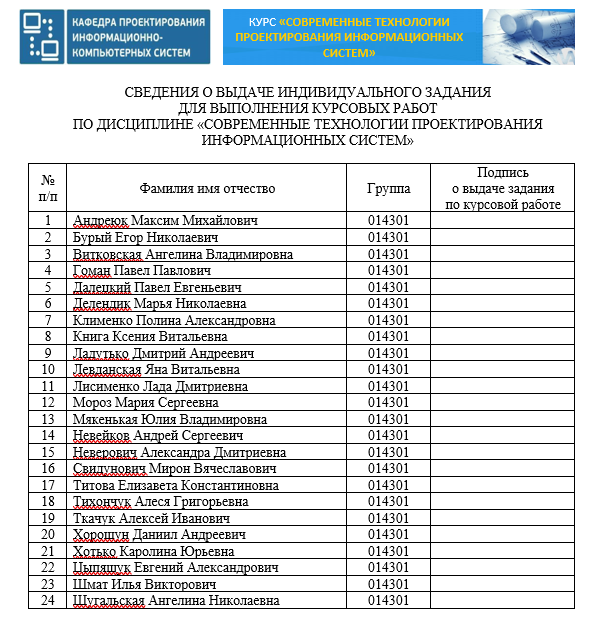 КАФЕДРА ПРОЕКТИРОВАНИЯ
ИНФОРМАЦИОННО-
КОМПЬЮТЕРНЫХ СИСТЕМ
КУРС «СОВРЕМЕННЫЕ ТЕХНОЛОГИИ
ПРОЕКТИРОВАНИЯ ИНФОРМАЦИОННЫХ
СИСТЕМ»
СВЕДЕНИЯ О ВЫДАЧЕ ИНДИВИДУАЛЬНОГО ЗАДАНИЯ
ДЛЯ ВЫПОЛНЕНИЯ КУРСОВЫХ РАБОТ
ПО ДИСЦИПЛИНЕ «СОВРЕМЕННЫЕ ТЕХНОЛОГИИ ПРОЕКТИРОВАНИЯ
ИНФОРМАЦИОННЫХ СИСТЕМ»
№ п/п Фамилия имя отчество Группа Подпись о выдаче задания по курсовой работе
1 Андреюк Максим Михайлович 014301
2 Бурый Егор Николаевич 014301
3 Витковская Ангелина Владимировна 014301
4 Гоман Павел Павлович 014301
5 Далецкий Павел Евгеньевич 014301
6 Делендик Марья Николаевна 014301
7 Клименко Полина Александровна 014301
8 Книга Ксения Витальевна 014301
9 Ладутько Дмитрий Андреевич 014301
10 Левданская Яна Витальевна 014301
11 Лисименко Лада Дмитриевна 014301
12 Мороз Мария Сергеевна 014301
13 Мякенькая Юлия Владимировна 014301
14 Невейков Андрей Сергеевич 014301
15 Неверович Александра Дмитриевна 014301
16 Свидунович Мирон Вячеславович 014301
17 Титова Елизавета Константиновна 014301
18 Тихончук Алеся Григорьевна 014301
19 Ткачук Алексей Иванович 014301
20 Хорошун Даниил Андреевич 014301
21 Хотько Каролина Юрьевна 014301
22 Цыпящук Евгений Александрович 014301
23 Шмат Илья Викторович 014301
24 Шугальская Ангелина Николаевна 014301